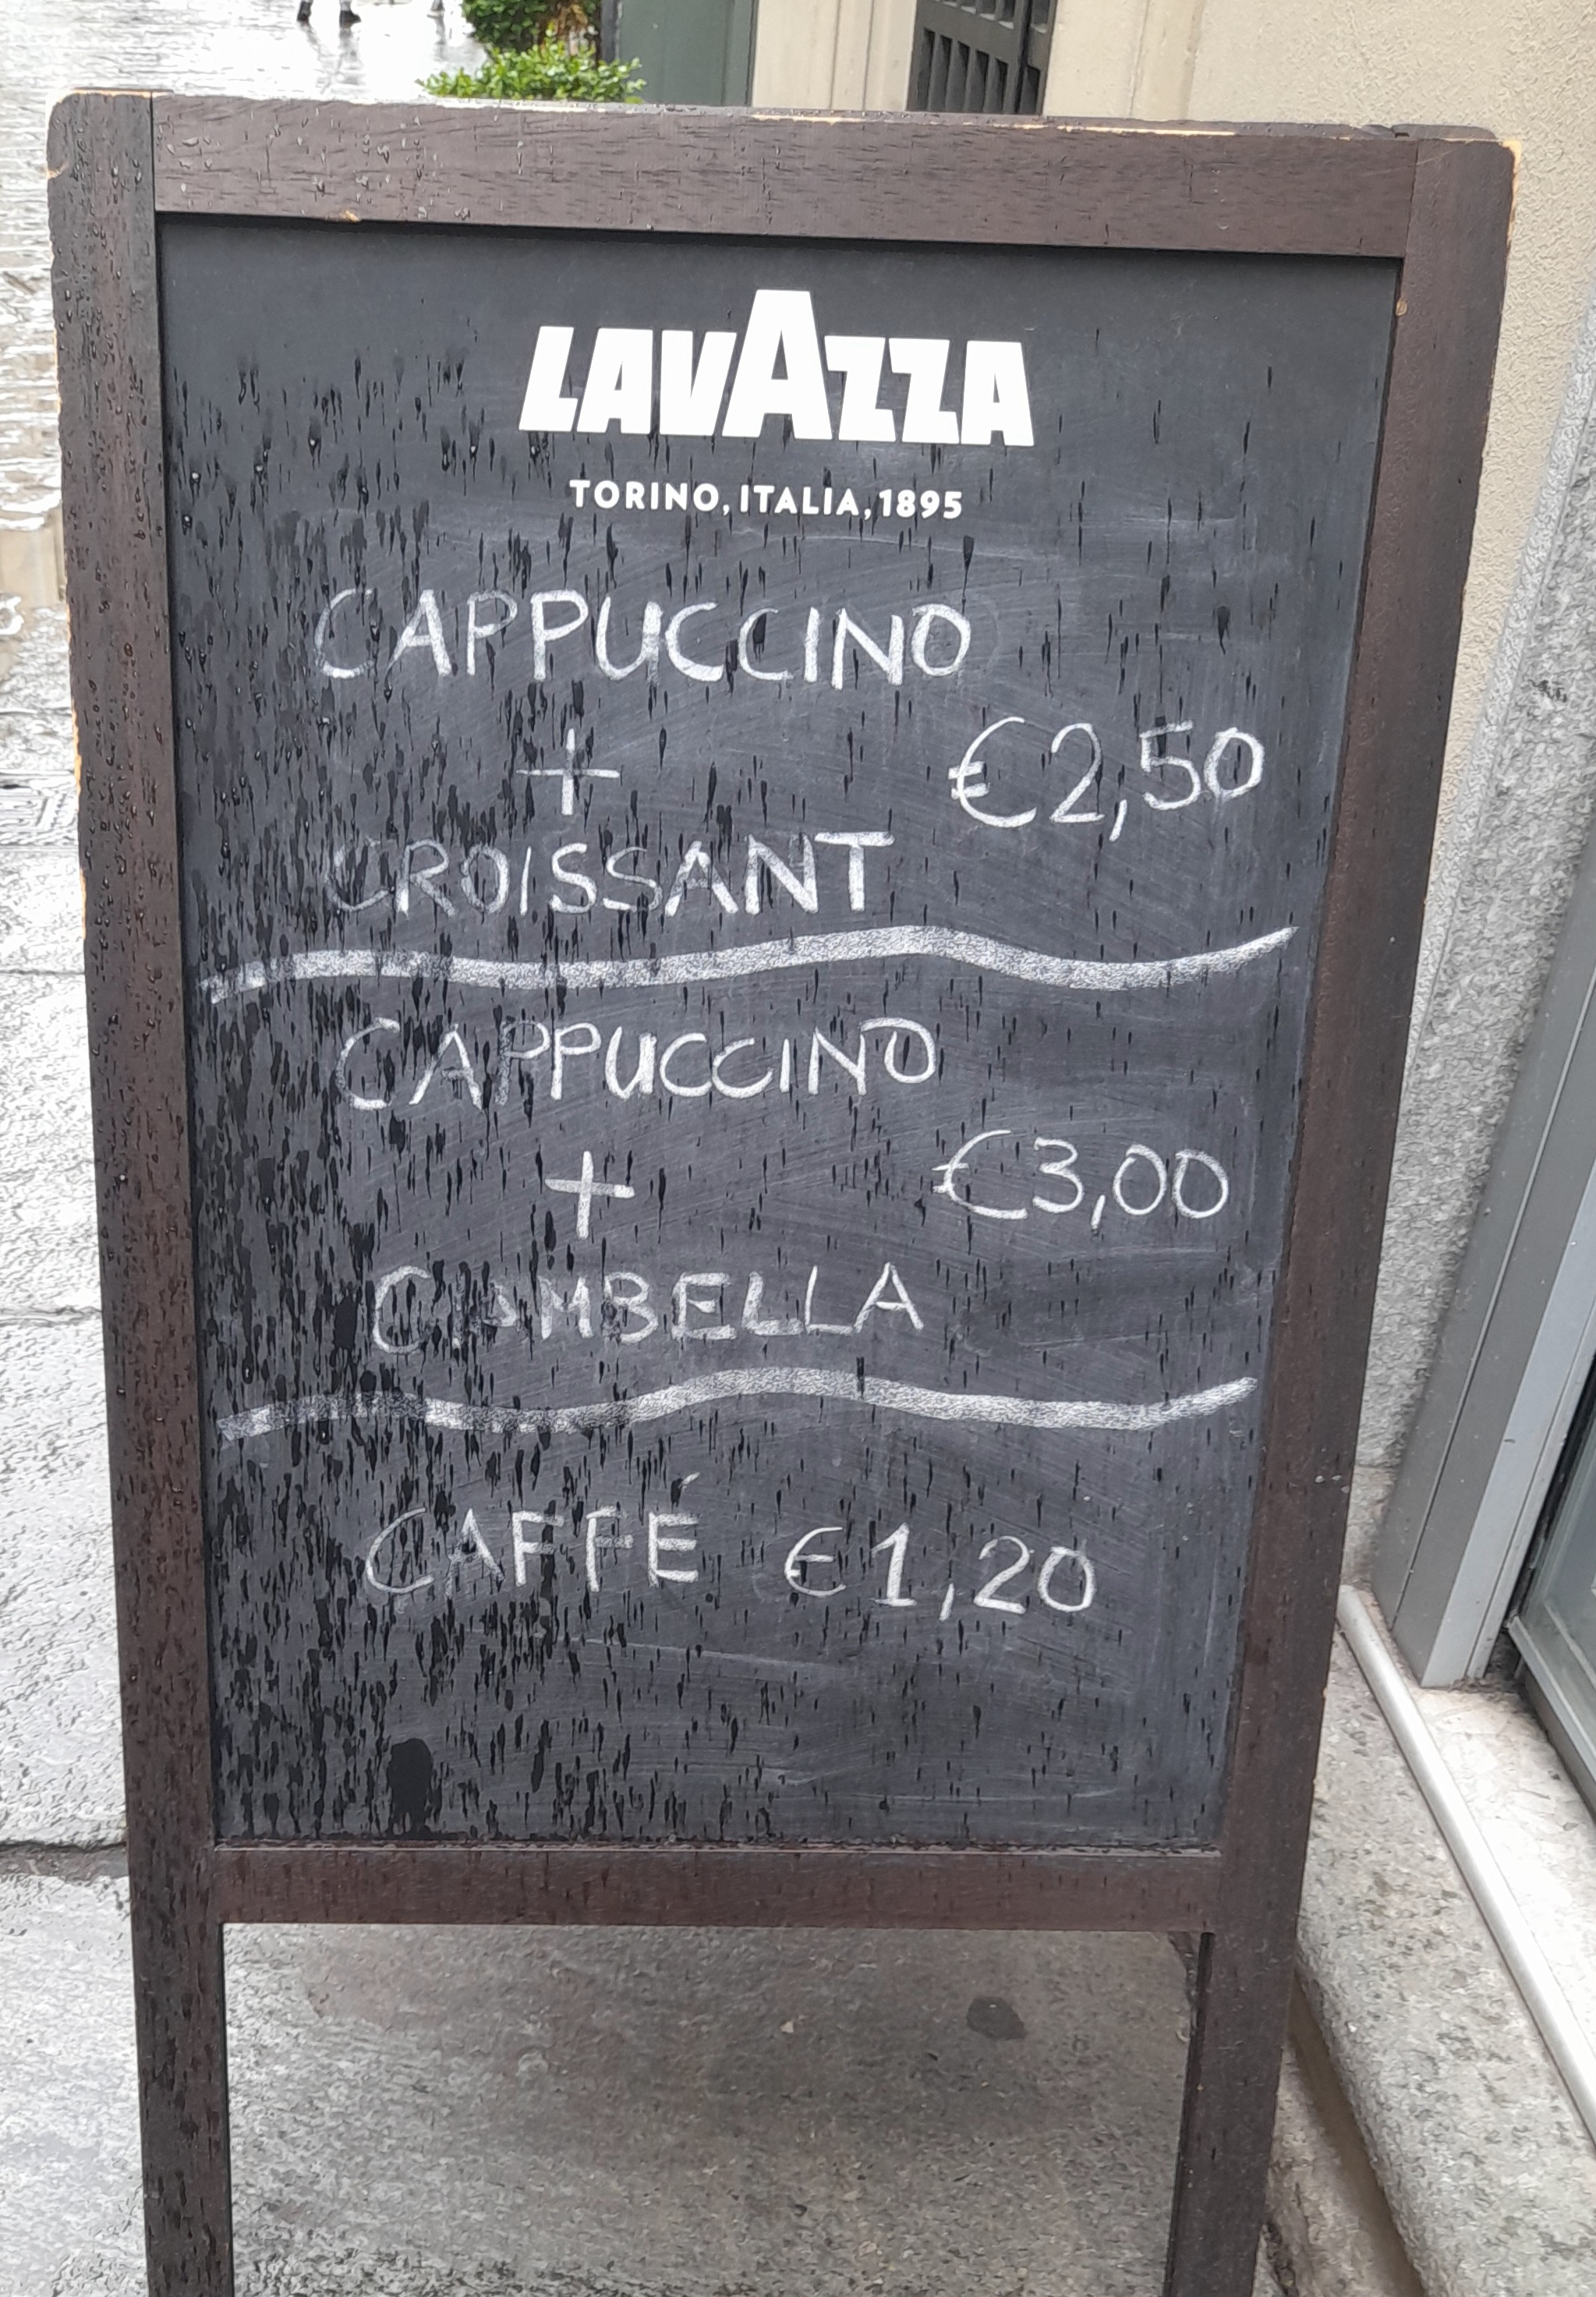 LAVAZZA
TORINO, ITALIA, 1895
CAPPUCCINO
+ €2,50
CROISSANT
CAPPUCCINO
+ €3,00
CIAMBELLA
CAFFÉ €1,20